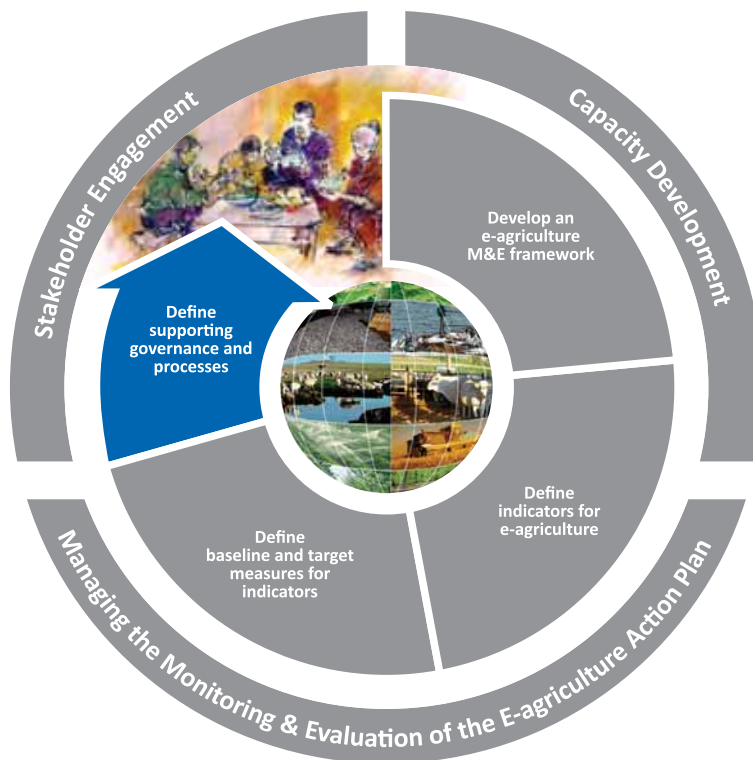 Stakeholder Engagement
Capacity Development
Develop an
e-agriculture
M&E framework
Define
supporting
governance and
processes
Define
indicators for
e-agriculture
Define
baseline and target
measures for
indicators
Managing the Monitoring & Evaluation of the E-agriculture Action Plan